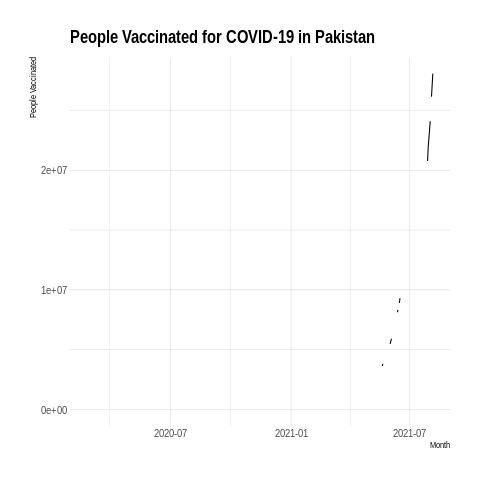 People Vaccinated for COVID-19 in Pakistan
People Vaccinated
2e+07
1e+07
0e+00
2020-07 2021-01 2021-07
Month